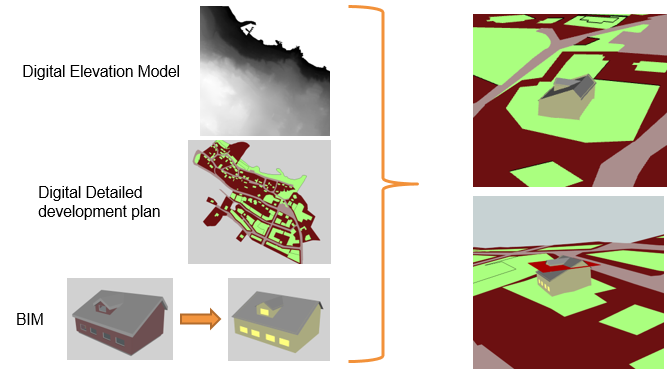 Digital Elevation Model
Digital Detailed
development plan
BIM